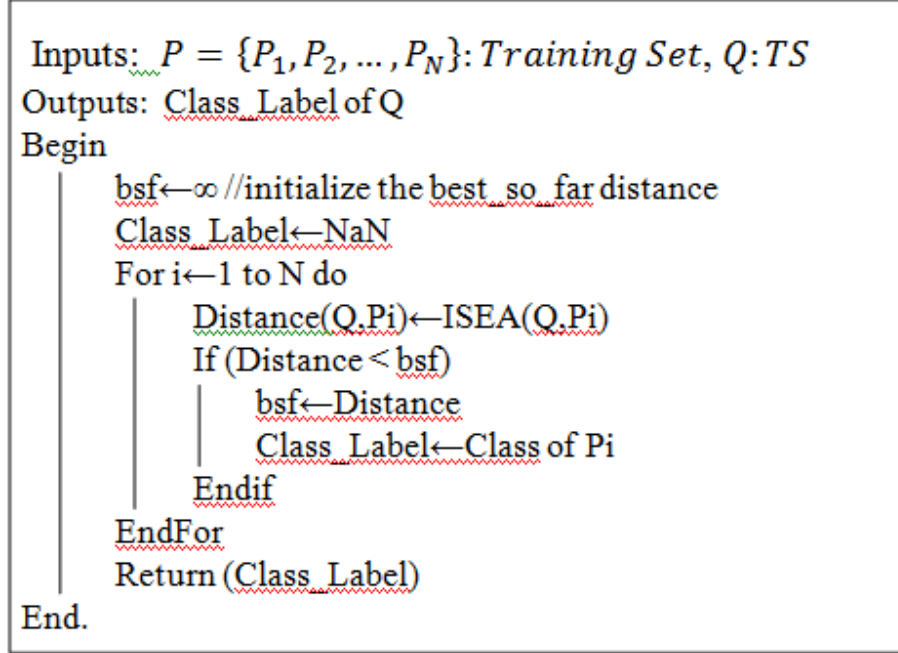 Inputs: P = {P₁, P₂, … , P_N}: Training Set, Q: TS
Outputs: Class_Label of Q
Begin
bsf←∞ //initialize the best_so_far distance
Class_Label←NaN
For i←1 to N do
Distance(Q,Pi)←ISEA(Q,Pi)
If (Distance < bsf)
bsf←Distance
Class_Label←Class of Pi
Endif
EndFor
Return (Class_Label)
End.